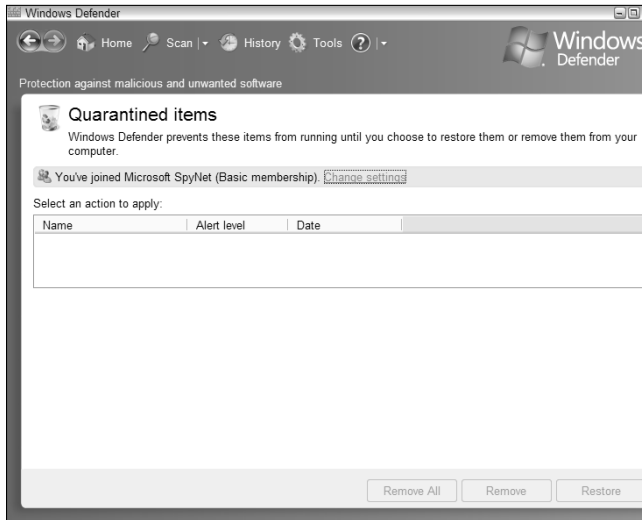 Windows Defender
Home Scan History Tools ?
Windows
Defender
Protection against malicious and unwanted software
Quarantined items
Windows Defender prevents these items from running until you choose to restore them or remove them from your
computer.
You've joined Microsoft SpyNet (Basic membership). Change settings
Select an action to apply:
Name Alert level Date
Remove All Remove Restore